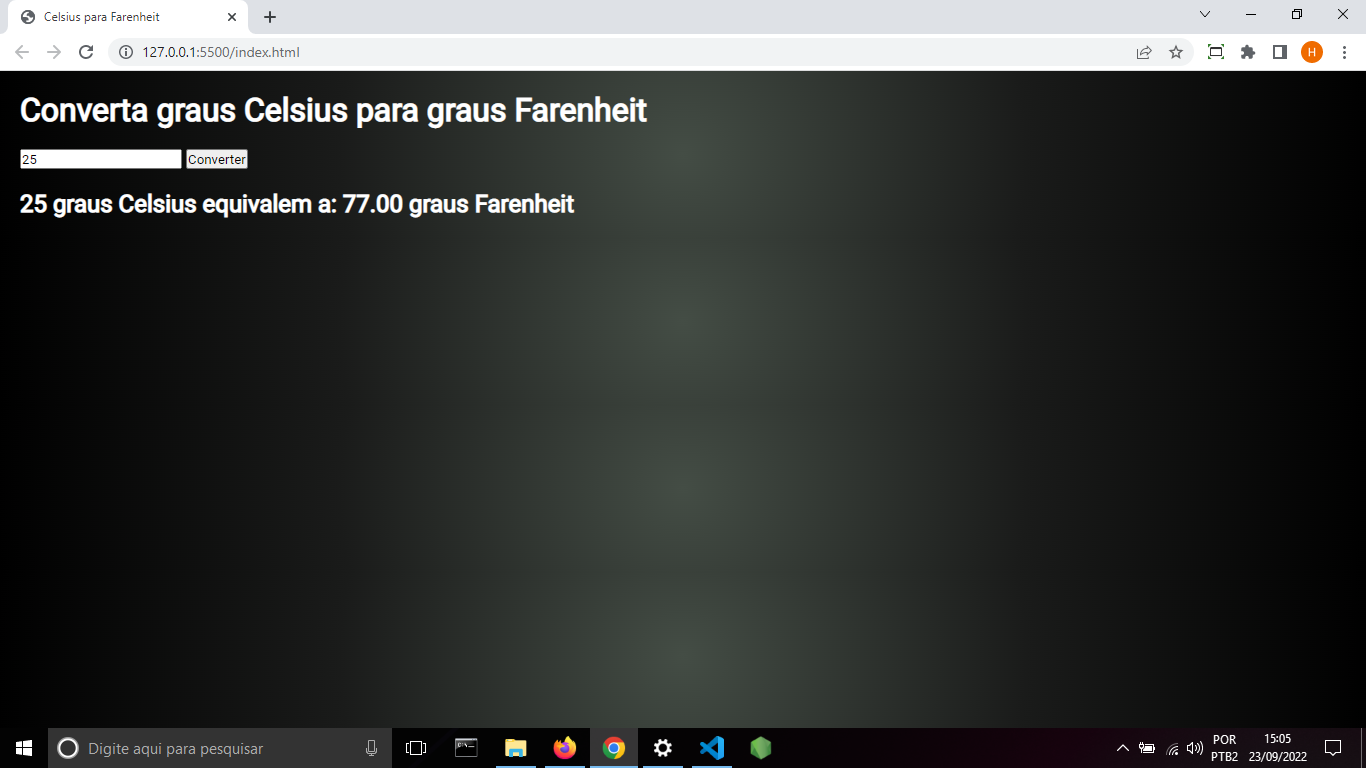 Celsius para Farenheit
127.0.0.1:5500/index.html
H
Converta graus Celsius para graus Farenheit
25
Converter
25 graus Celsius equivalem a: 77.00 graus Farenheit
Digite aqui para pesquisar
POR
PTB2
15:05
23/09/2022